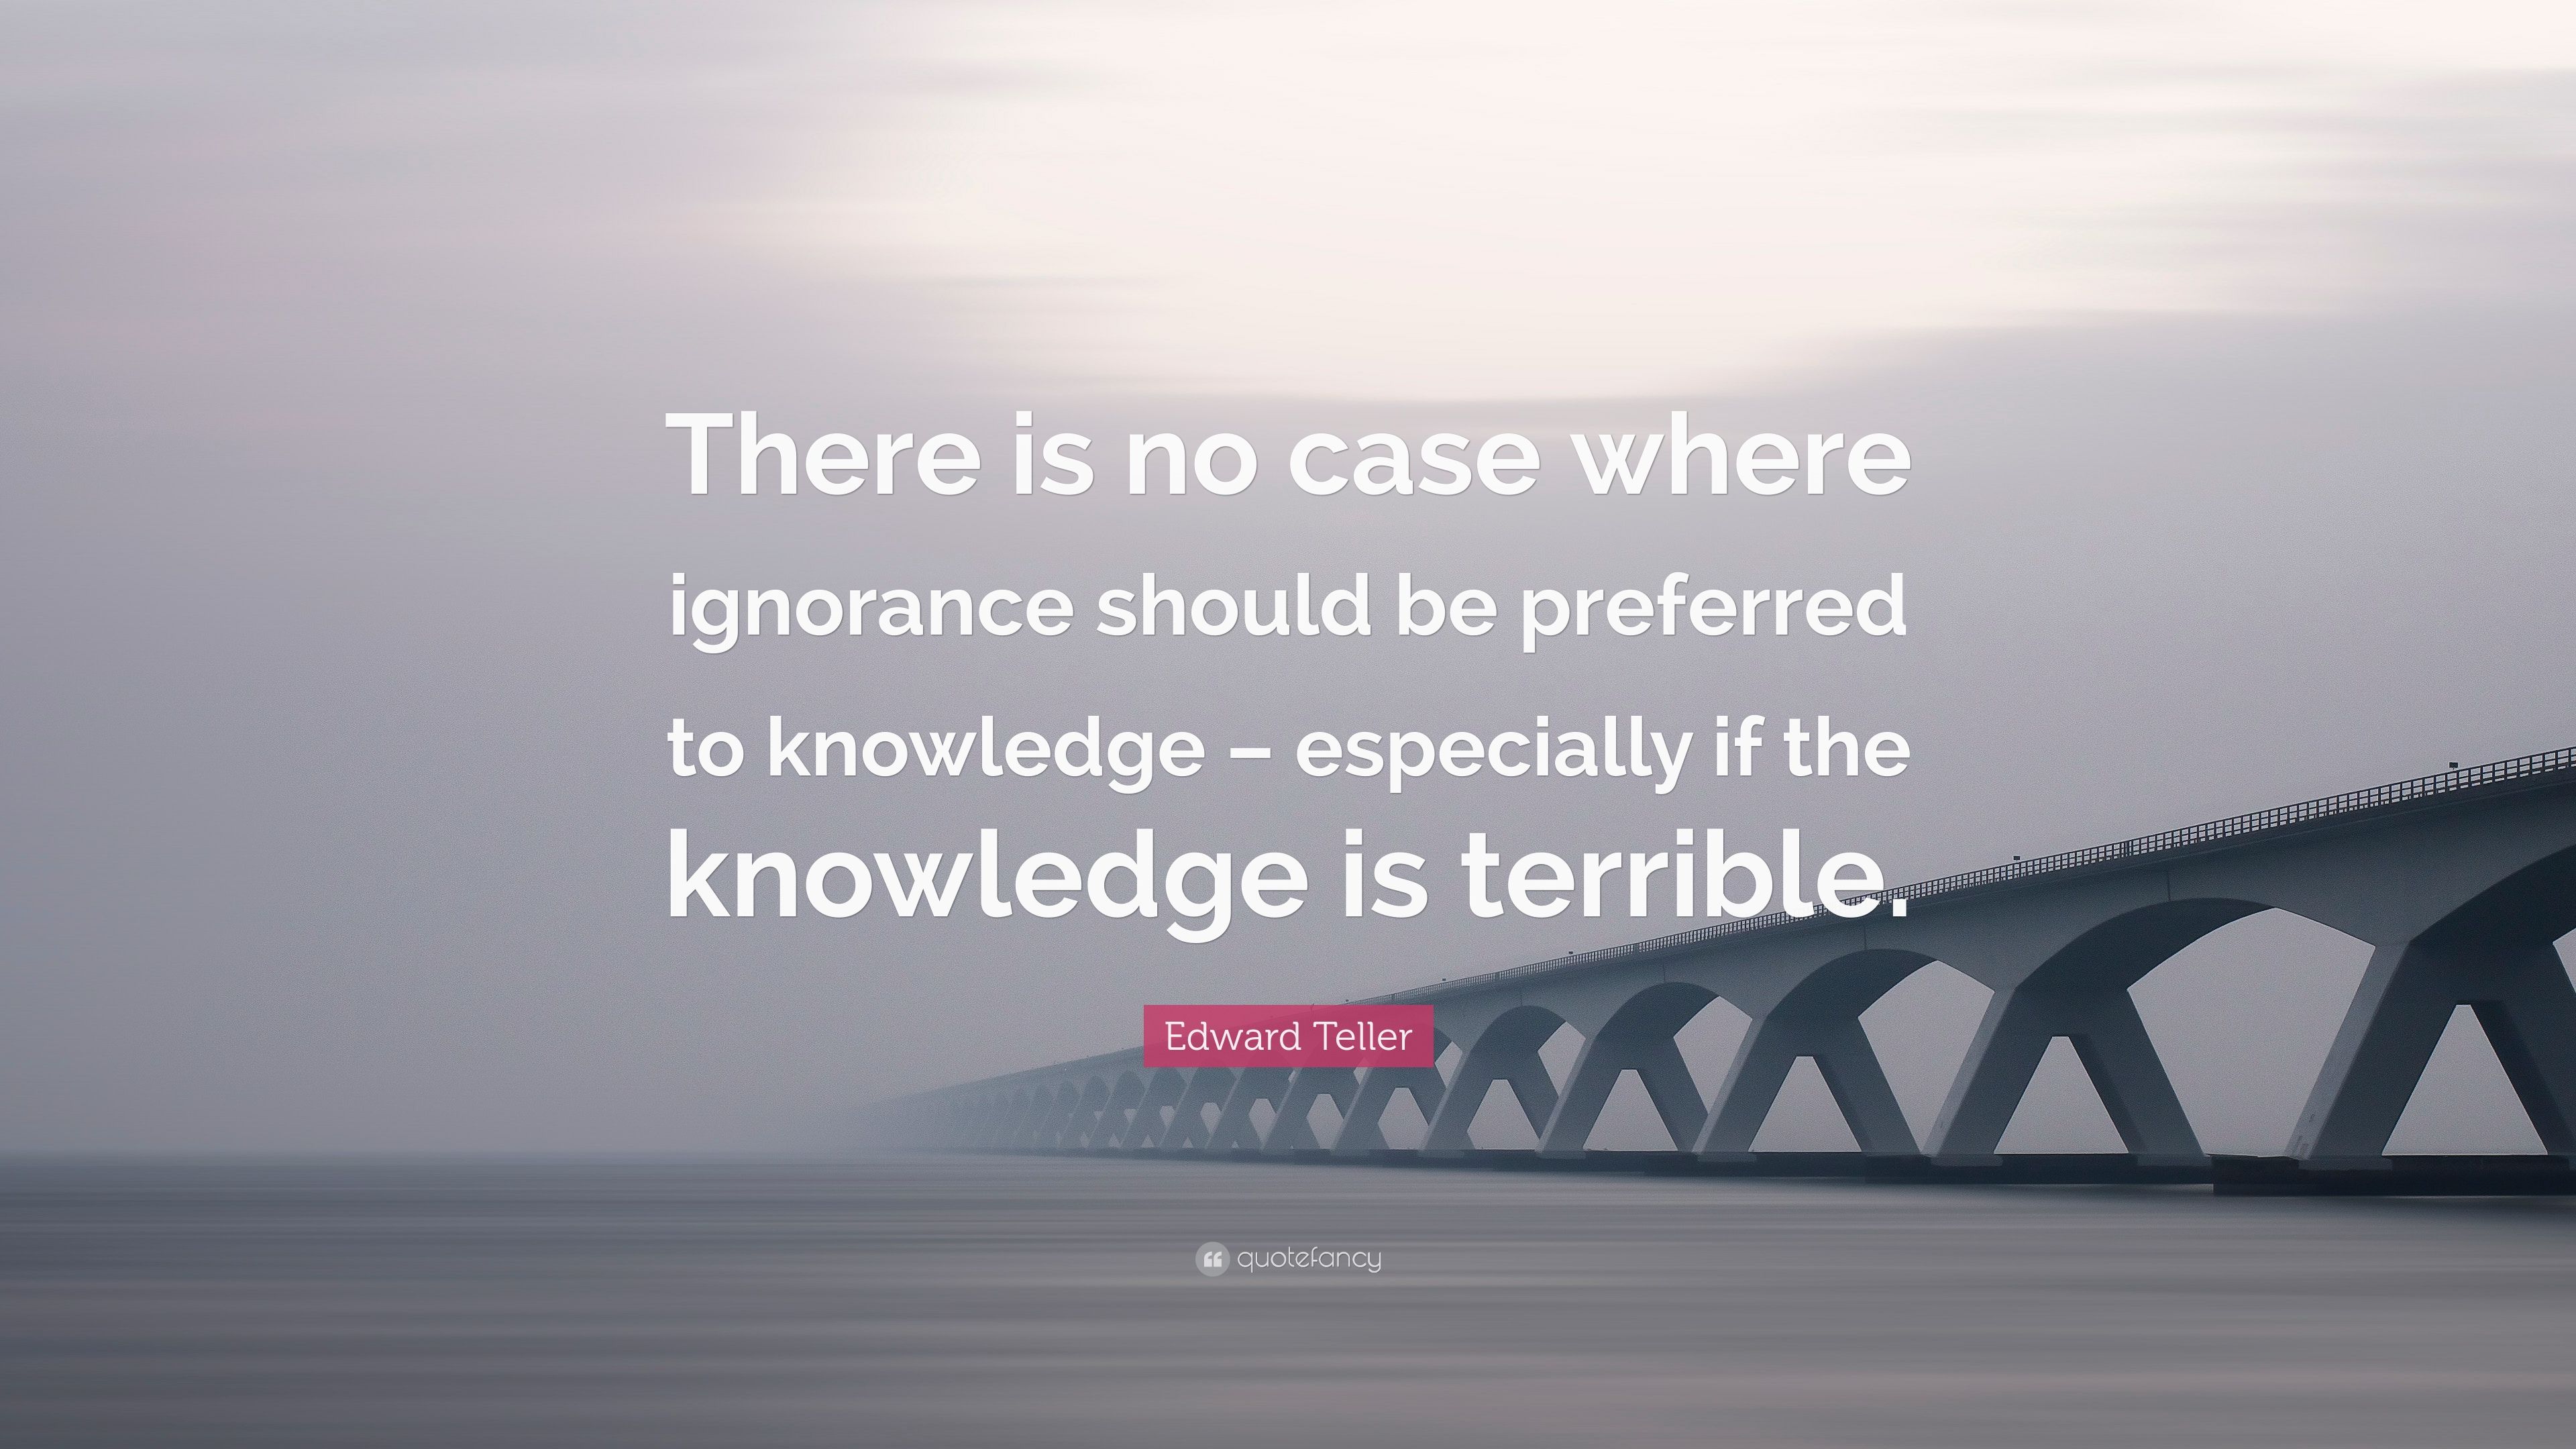 There is no case where
ignorance should be preferred
to knowledge – especially if the
knowledge is terrible.
Edward Teller
quotefancy